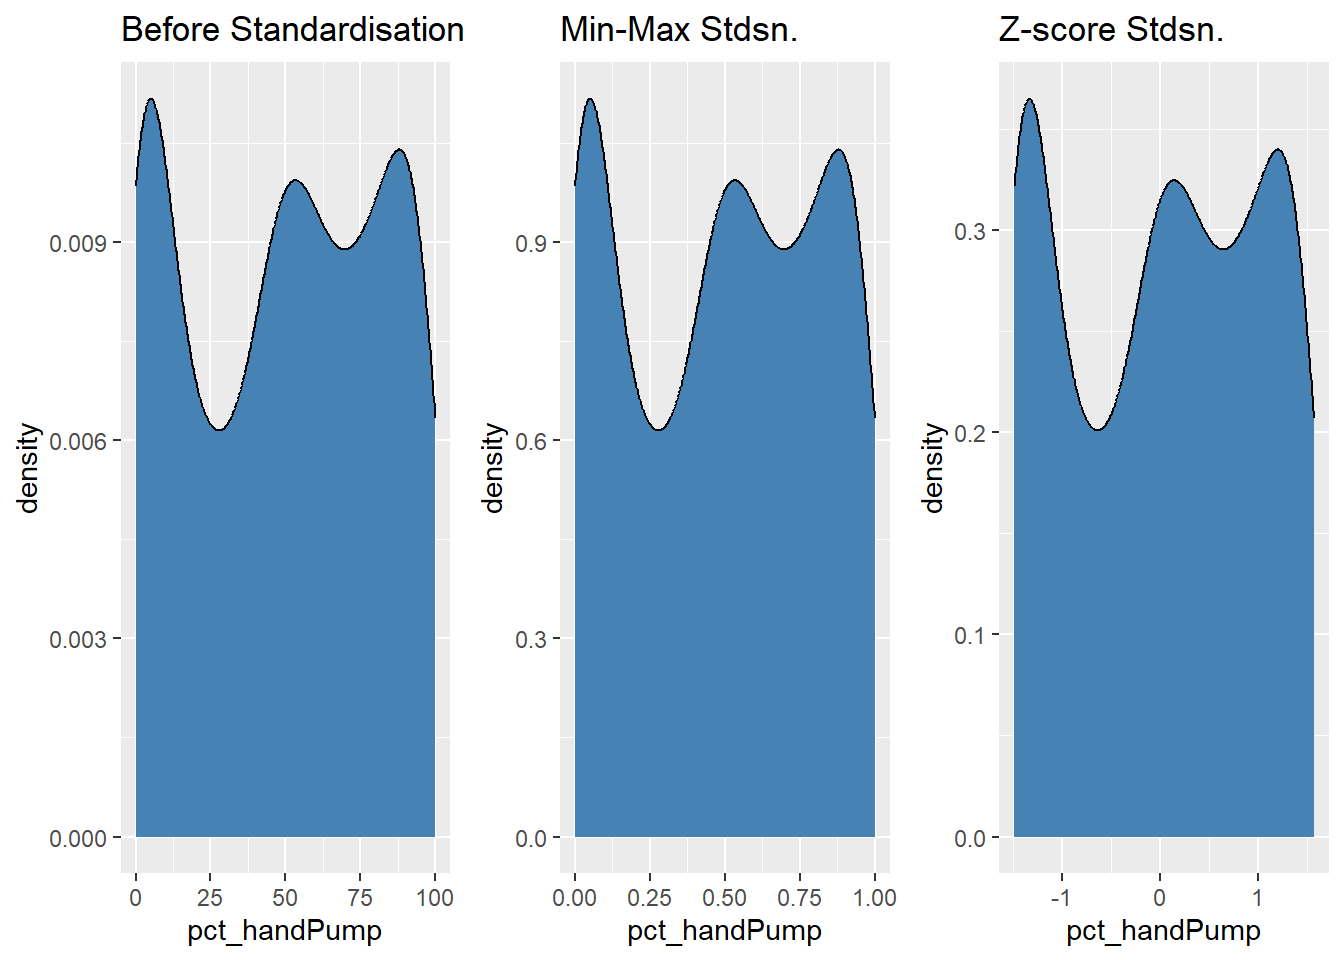 Before Standardisation
density
0.009
0.006
0.003
0.000
0
25
50
75
100
pct_handPump
Min-Max Stdsn.
density
0.9
0.6
0.3
0.0
0.00
0.25
0.50
0.75
1.00
pct_handPump
Z-score Stdsn.
density
0.3
0.2
0.1
0.0
-1
0
1
pct_handPump